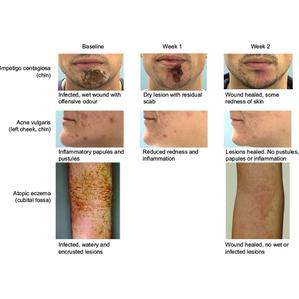 Baseline
Week 1
Week 2
Impetigo contagiosa
(chin)
Infected, wet wound with
offensive odour
Dry lesion with residual
scab
Wound healed, some
redness of skin
Acne vulgaris
(left cheek, chin)
Inflammatory papules and
pustules
Reduced redness and
inflammation
Lesions healed. No pustules,
papules or inflammation
Atopic eczema
(cubital fossa)
Infected, watery and
encrusted lesions
Wound healed, no wet or
infected lesions